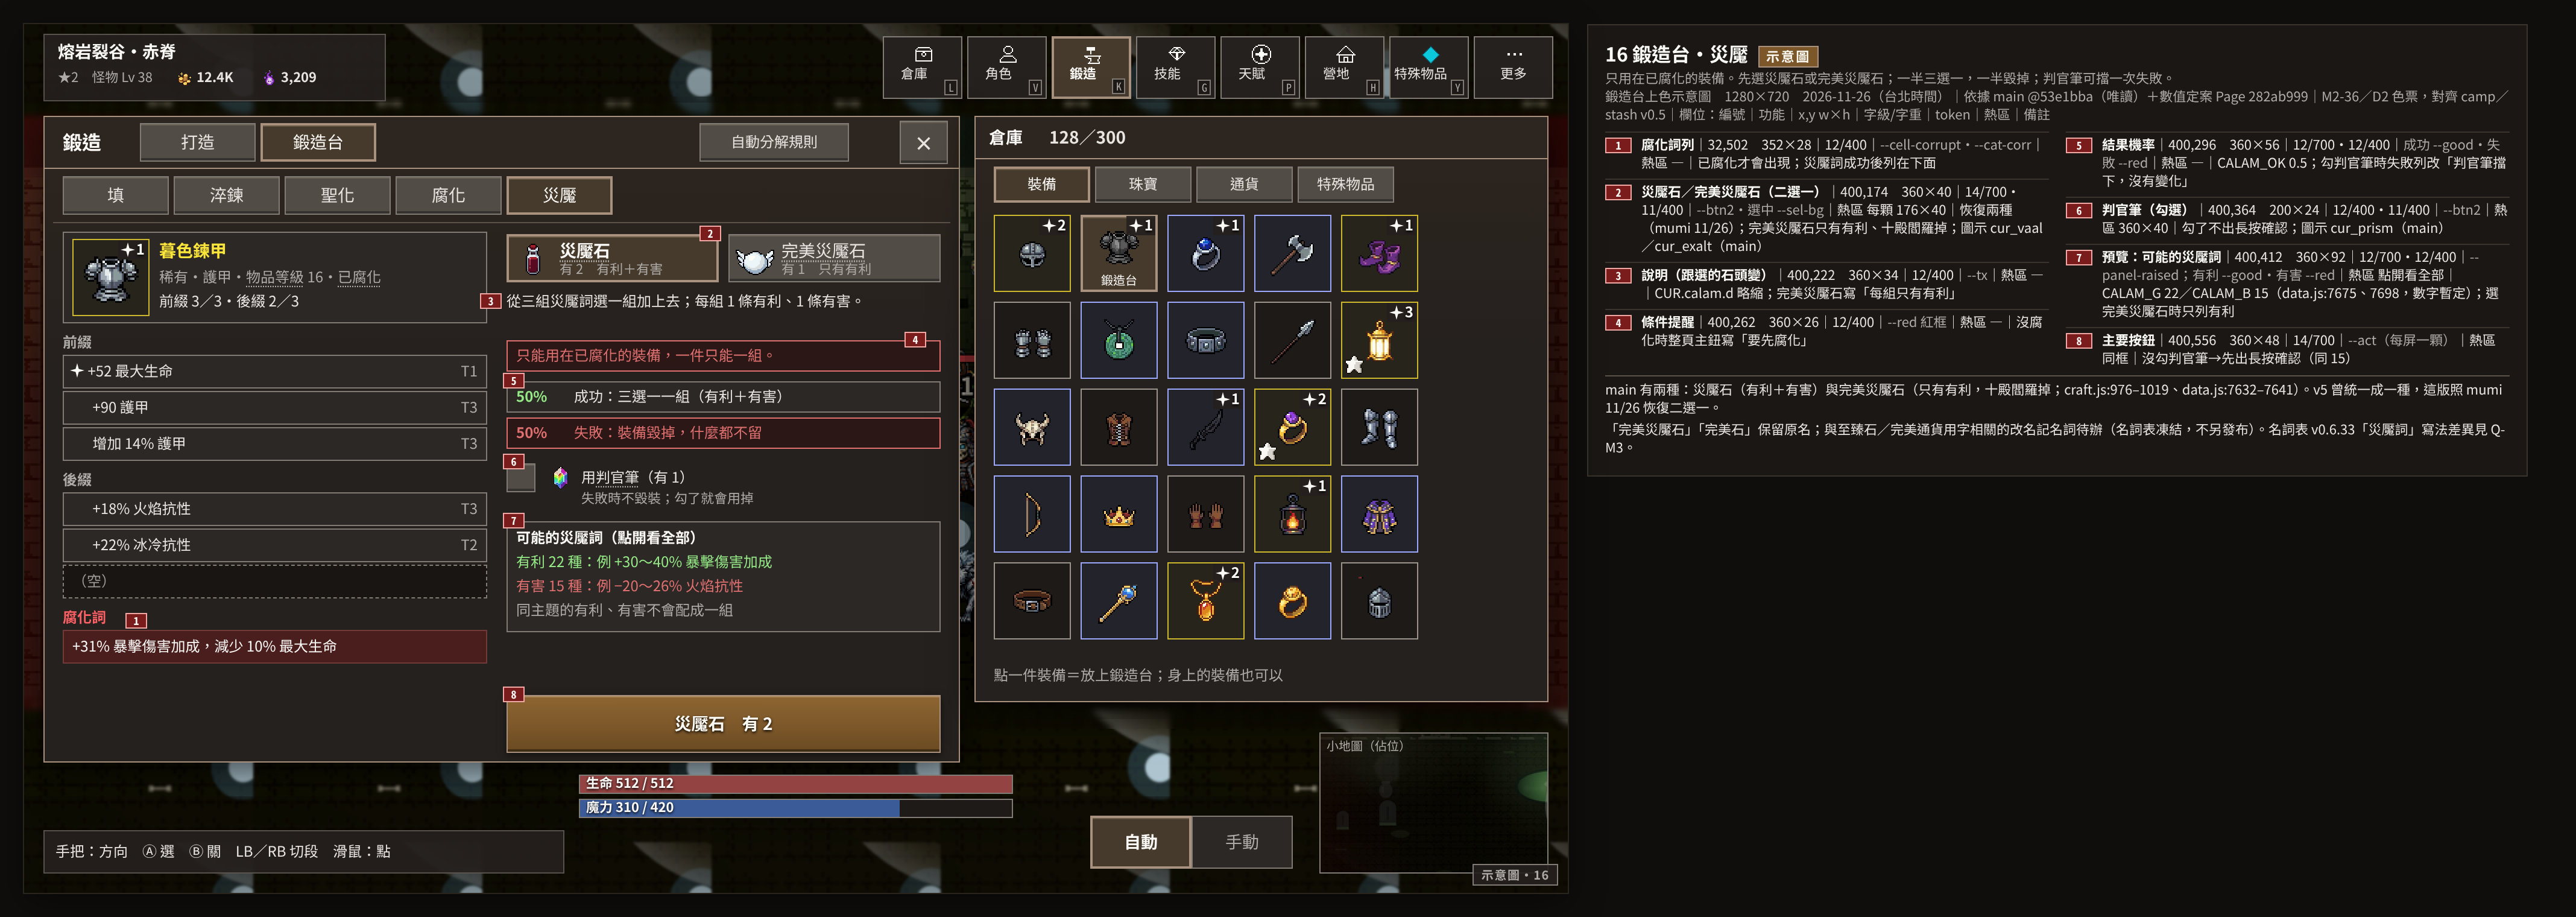 熔岩裂谷・赤脊
★2 怪物 Lv 38 12.4K 3,209
倉庫 L
角色 V
鍛造 K
技能 G
天賦 P
營地 H
特殊物品 Y
更多
鍛造
打造
鍛造台
自動分解規則
×
填
淬鍊
聖化
腐化
災魘
+1
暮色鍊甲
稀有・護甲・物品等級 16・已腐化
前綴 3／3・後綴 2／3
前綴
+52 最大生命 T1
+90 護甲 T3
增加 14% 護甲 T3
後綴
+18% 火焰抗性 T3
+22% 冰冷抗性 T2
（空）
腐化詞 1
+31% 暴擊傷害加成，減少 10% 最大生命
2
災魘石
有 2 有利＋有害
完美災魘石
有 1 只有有利
3 從三組災魘詞選一組加上去；每組 1 條有利、1 條有害。
4
只能用在已腐化的裝備，一件只能一組。
5
50% 成功：三選一一組（有利＋有害）
50% 失敗：裝備毀掉，什麼都不留
6
用判官筆（有 1）
失敗時不毀裝；勾了就會用掉
7
可能的災魘詞（點開看全部）
有利 22 種：例 +30～40% 暴擊傷害加成
有害 15 種：例 −20～26% 火焰抗性
同主題的有利、有害不會配成一組
8
災魘石 有 2
倉庫 128／300
裝備
珠寶
通貨
特殊物品
+2
+1
鍛造台
+1
+1
+3
+1
+2
+1
+2
點一件裝備＝放上鍛造台；身上的裝備也可以
生命 512 / 512
魔力 310 / 420
手把：方向 Ⓐ 選 Ⓑ 關 LB／RB 切段 滑鼠：點
自動
手動
小地圖（佔位）
示意圖・16
16 鍛造台・災魘 示意圖
只用在已腐化的裝備。先選災魘石或完美災魘石；一半三選一，一半毀掉；判官筆可擋一次失敗。
鍛造台上色示意圖 1280×720 2026-11-26（台北時間）｜依據 main @53e1bba（唯讀）＋數值定案 Page 282ab999｜M2-36／D2 色票，對齊 camp／
stash v0.5｜欄位：編號｜功能｜x,y w×h｜字級/字重｜token｜熱區｜備註
1 腐化詞列｜32,502 352×28｜12/400｜--cell-corrupt・--cat-corr｜
熱區 —｜已腐化才會出現；災魘詞成功後列在下面
2 災魘石／完美災魘石（二選一）｜400,174 360×40｜14/700・
11/400｜--btn2・選中 --sel-bg｜熱區 每顆 176×40｜恢復兩種
（mumi 11/26）；完美災魘石只有有利、十殿閻羅掉；圖示 cur_vaal
／cur_exalt（main）
3 說明（跟選的石頭變）｜400,222 360×34｜12/400｜--tx｜熱區 —
｜CUR.calam.d 略縮；完美災魘石寫「每組只有有利」
4 條件提醒｜400,262 360×26｜12/400｜--red 紅框｜熱區 —｜沒腐
化時整頁主鈕寫「要先腐化」
5 結果機率｜400,296 360×56｜12/700・12/400｜成功 --good・失
敗 --red｜熱區 —｜CALAM_OK 0.5；勾判官筆時失敗列改「判官筆擋
下，沒有變化」
6 判官筆（勾選）｜400,364 200×24｜12/400・11/400｜--btn2｜熱
區 360×40｜勾了不出長按確認；圖示 cur_prism（main）
7 預覽：可能的災魘詞｜400,412 360×92｜12/700・12/400｜--
panel-raised；有利 --good・有害 --red｜熱區 點開看全部｜
CALAM_G 22／CALAM_B 15（data.js:7675、7698，數字暫定）；選
完美災魘石時只列有利
8 主要按鈕｜400,556 360×48｜14/700｜--act（每屏一顆）｜熱區
同框｜沒勾判官筆→先出長按確認（同 15）
main 有兩種：災魘石（有利＋有害）與完美災魘石（只有有利，十殿閻羅掉；craft.js:976–1019、data.js:7632–7641）。v5 曾統一成一種，這版照 mumi
11/26 恢復二選一。
「完美災魘石」「完美石」保留原名；與至臻石／完美通貨用字相關的改名記名詞待辦（名詞表凍結，不另發布）。名詞表 v0.6.33「災魘詞」寫法差異見 Q-
M3。